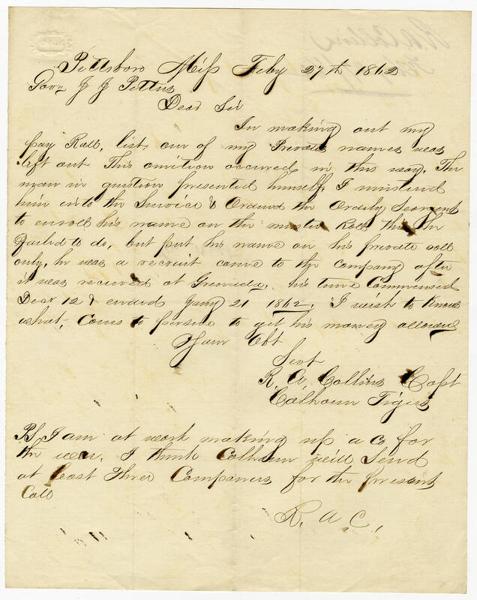 Pittsboro Miss Feby 27th 1862
Gov J J Pettus
Dear Sir
In making out my
pay Roll, list, one of my Privates names was
left out This omition occured in this way. The
man in question presented himself, I mustered
him into the Service & Ordered the Orderly Seargent
to enroll his name on the muster Roll this he
failed to do, but put his name on his private roll
only, he was a recruit came to the company after
it was received at Grenada. his time Commenced
Decr 12 & ended Jany 21 1862. I wish to know
what, Course to pursue to get his money allowed
Your Obt
Sert
R. A. Collins Capt
Calhoun Tigers
PS I am at work making up a Co for
the war. I think Calhoun will Send
at least three Companies for the present
Call
R. A C.